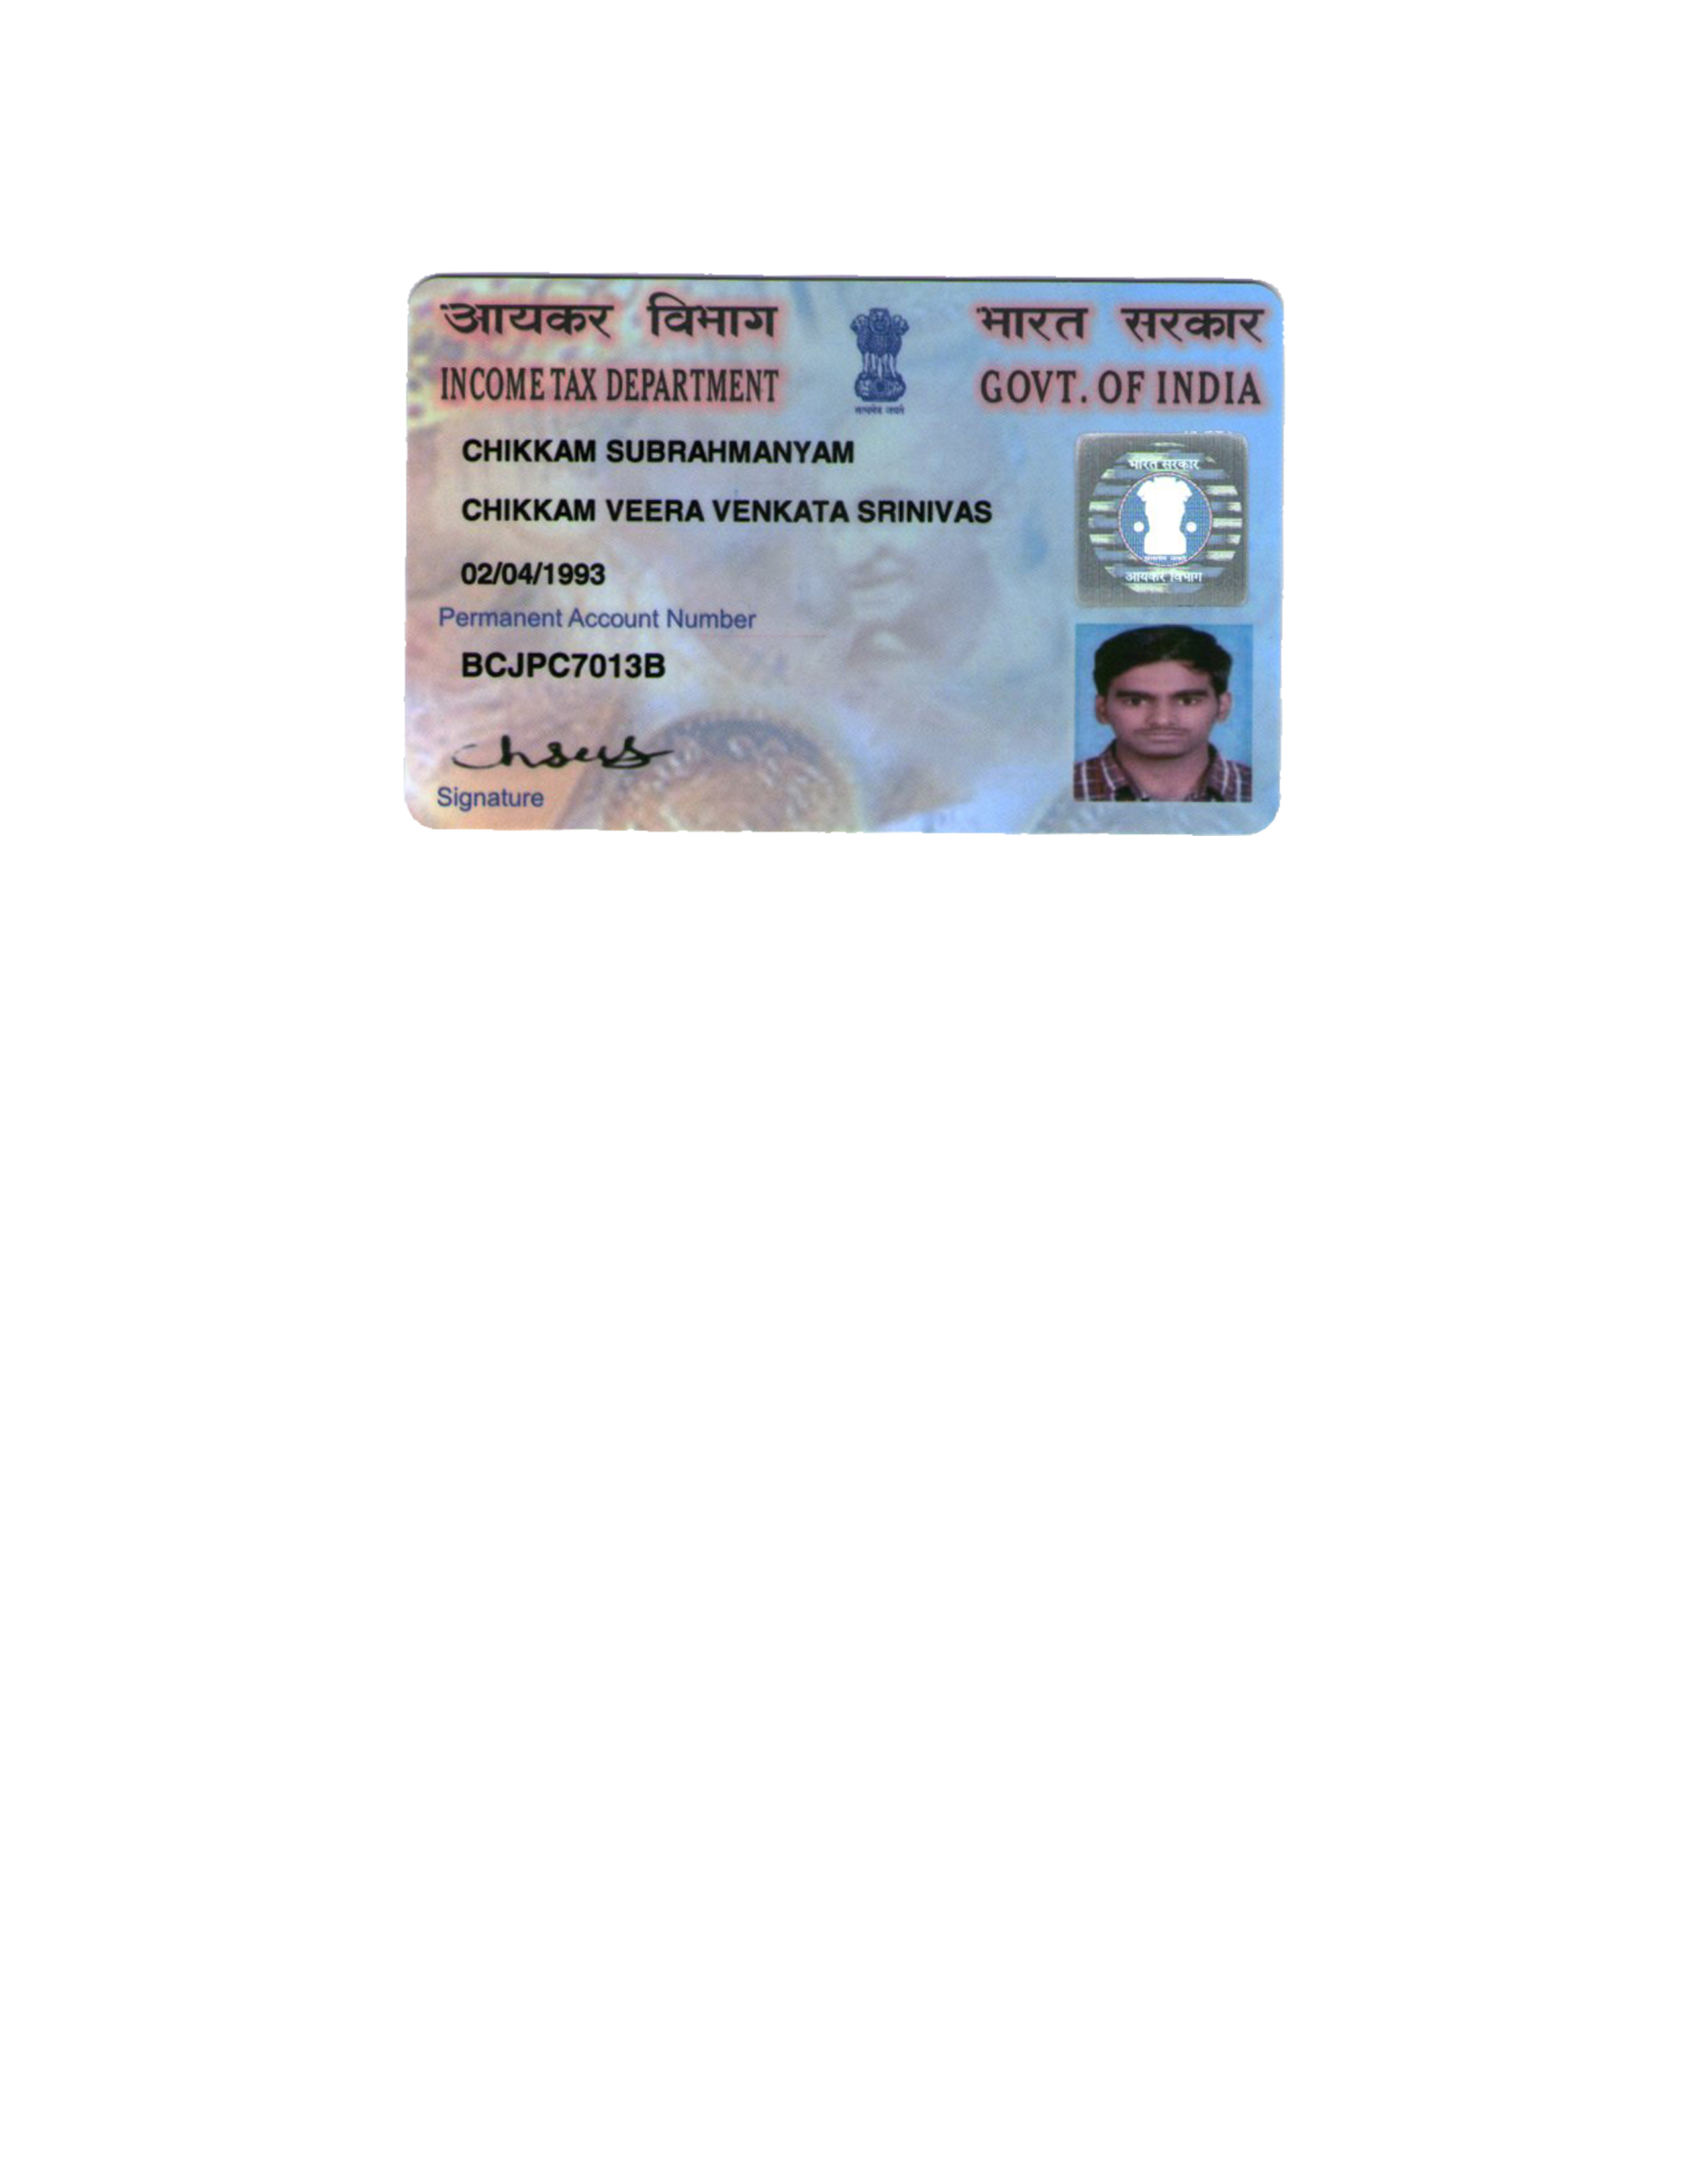 आयकर विभाग
INCOME TAX DEPARTMENT
सत्यमेव जयते
भारत सरकार
GOVT. OF INDIA
CHIKKAM SUBRAHMANYAM
CHIKKAM VEERA VENKATA SRINIVAS
02/04/1993
Permanent Account Number
BCJPC7013B
Signature
भारत सरकार
सत्यमेव जयते
आयकर विभाग